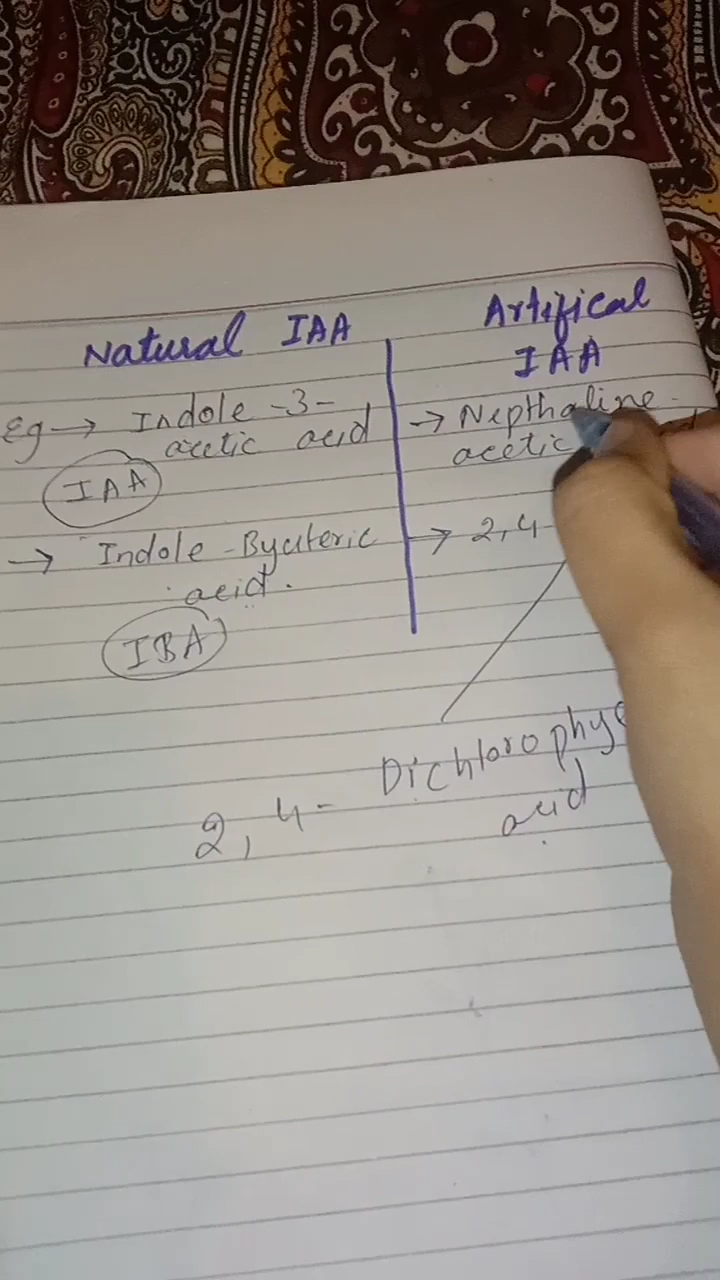 Natural IAA
Eg → Indole -3-
acetic acid
IAA
→ Indole -Byuteric
acid.
IBA
Artifical
IAA
→ Nepthaline
acetic
→ 2,4-
2,4- Dichlorophye
acid